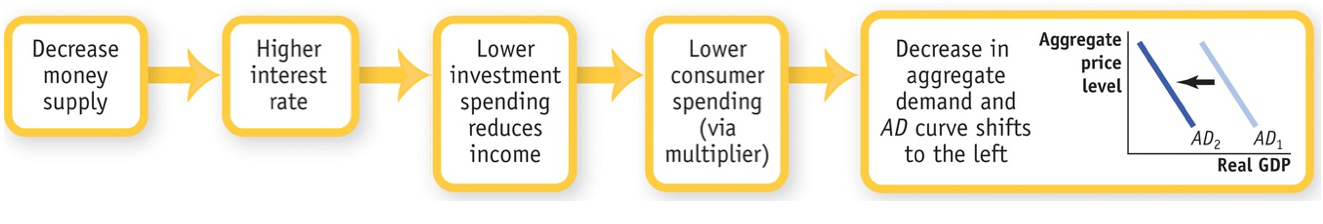 Decrease
money
supply
Higher
interest
rate
Lower
investment
spending
reduces
income
Lower
consumer
spending
(via
multiplier)
Decrease in
aggregate
demand and
AD curve shifts
to the left
Aggregate
price
level
AD2
AD1
Real GDP